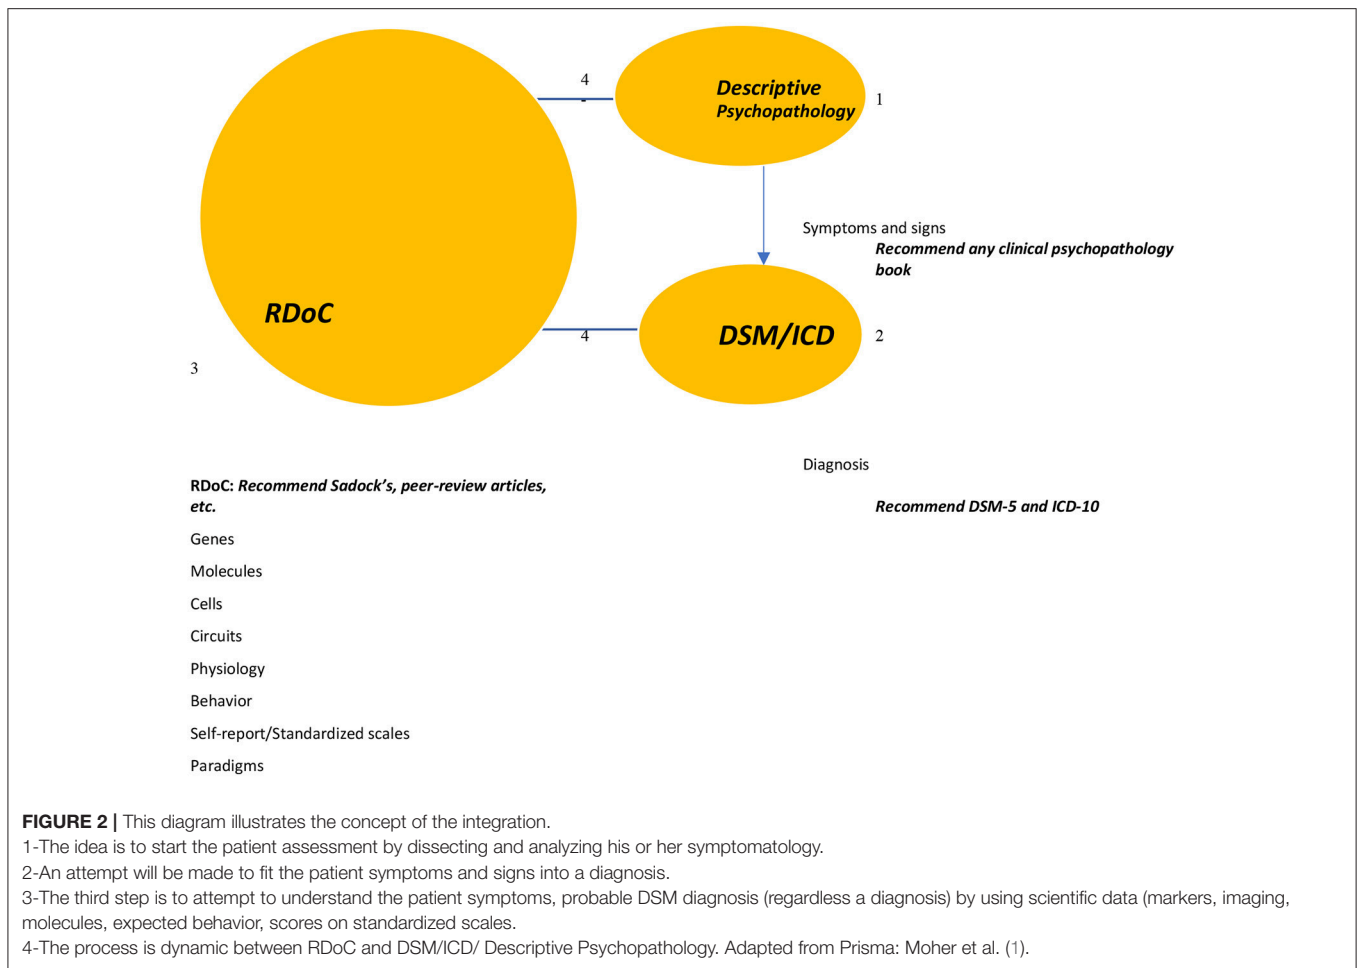 4
-
Descriptive
Psychopathology
1
Symptoms and signs
Recommend any clinical psychopathology
book
RDoC
4
DSM/ICD
2
3
Diagnosis
RDoC: Recommend Sadock’s, peer-review articles,
etc.
Recommend DSM-5 and ICD-10
Genes
Molecules
Cells
Circuits
Physiology
Behavior
Self-report/Standardized scales
Paradigms
FIGURE 2 | This diagram illustrates the concept of the integration.
1-The idea is to start the patient assessment by dissecting and analyzing his or her symptomatology.
2-An attempt will be made to fit the patient symptoms and signs into a diagnosis.
3-The third step is to attempt to understand the patient symptoms, probable DSM diagnosis (regardless a diagnosis) by using scientific data (markers, imaging,
molecules, expected behavior, scores on standardized scales.
4-The process is dynamic between RDoC and DSM/ICD/ Descriptive Psychopathology. Adapted from Prisma: Moher et al. (1).